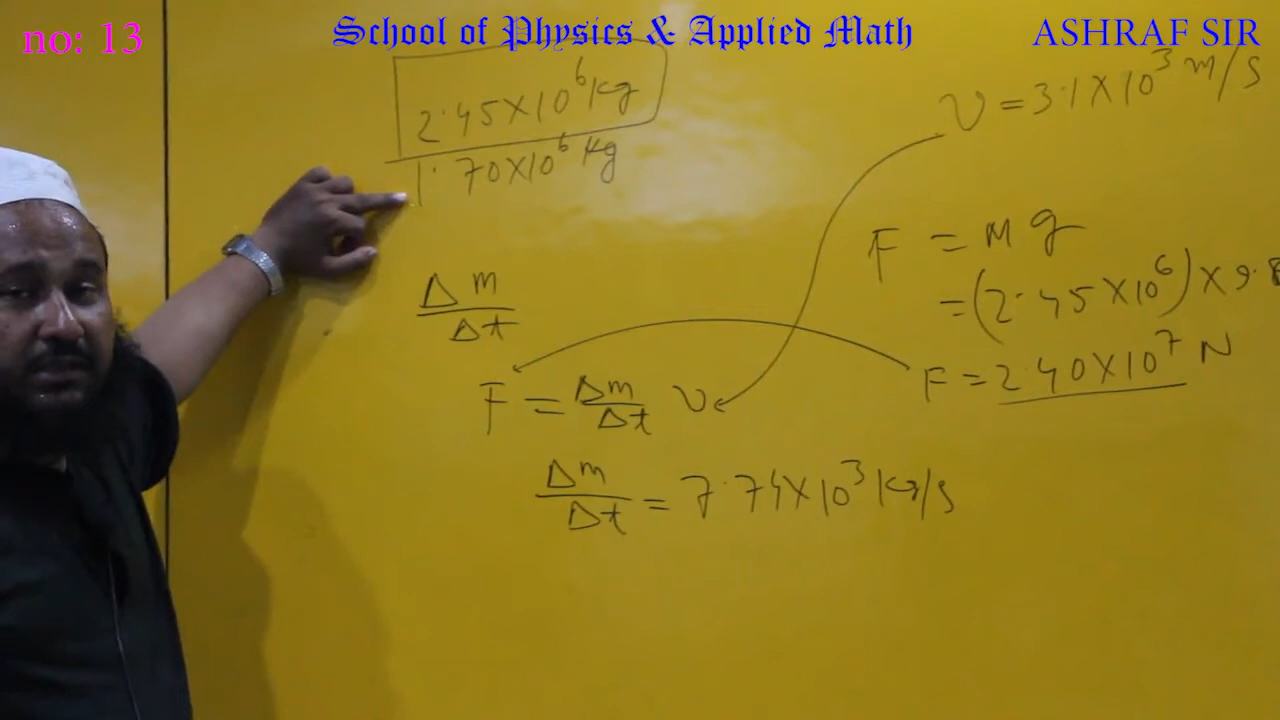 no: 13
School of Physics & Applied Math
ASHRAF SIR
2.45×10⁶ kg
1.70×10⁶ kg
v = 3.1×10³ m/s
F = mg
= (2.45×10⁶)×9.8
F = 2.40×10⁷ N
Δm/Δt
F = Δm/Δt v
Δm/Δt = 7.74×10³ kg/s